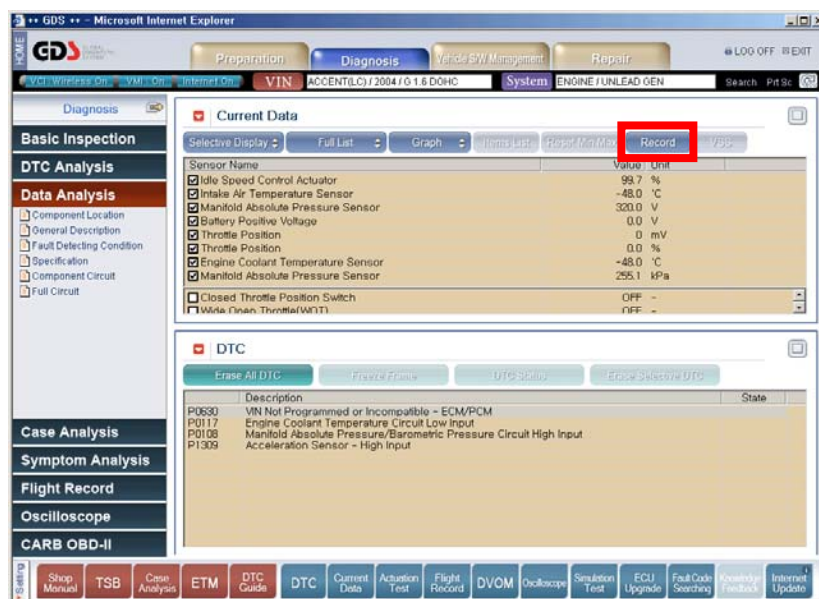 ++ GDS ++ - Microsoft Internet Explorer
HOME
GDS
Preparation
Diagnosis
Vehicle S/W Management
Repair
LOG OFF
EXIT
VCI Wireless On
VMI On
Internet On
VIN
ACCENT(LC) / 2004 / G 1.6 DOHC
System
ENGINE / UNLEAD GEN
Search
Prt Sc
Diagnosis
Basic Inspection
DTC Analysis
Data Analysis
Component Location
General Description
Fault Detecting Condition
Specification
Component Circuit
Full Circuit
Case Analysis
Symptom Analysis
Flight Record
Oscilloscope
CARB OBD-II
Current Data
Selective Display
Full List
Graph
Items List
Reset Min.Max.
Record
VSS
Sensor Name Value Unit
Idle Speed Control Actuator 99.7 %
Intake Air Temperature Sensor -48.0 'C
Manifold Absolute Pressure Sensor 320.0 V
Battery Positive Voltage 0.0 V
Throttle Position 0 mV
Throttle Position 0.0 %
Engine Coolant Temperature Sensor -48.0 'C
Manifold Absolute Pressure Sensor 255.1 kPa
Closed Throttle Position Switch OFF -
Wide Open Throttle(WOT) OFF -
DTC
Erase All DTC
Freeze Frame
DTC Status
Erase Selective DTC
Description State
P0630 VIN Not Programmed or Incompatible - ECM/PCM
P0117 Engine Coolant Temperature Circuit Low Input
P0108 Manifold Absolute Pressure/Barometric Pressure Circuit High Input
P1309 Acceleration Sensor - High Input
Setting
Shop Manual
TSB
Case Analysis
ETM
DTC Guide
DTC
Current Data
Actuation Test
Flight Record
DVOM
Oscilloscope
Simulation Test
ECU Upgrade
Fault Code Searching
Knowledge Feedback
Internet Update